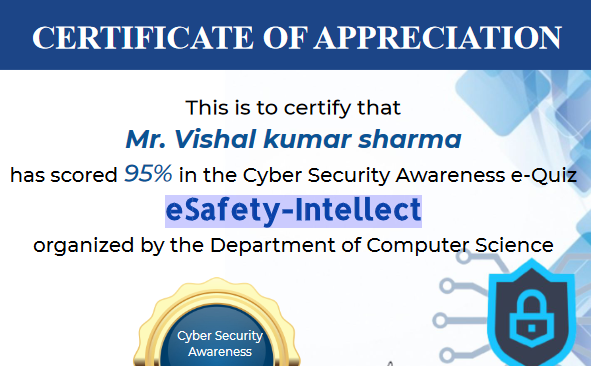 CERTIFICATE OF APPRECIATION
This is to certify that
Mr. Vishal kumar sharma
has scored 95% in the Cyber Security Awareness e-Quiz
eSafety-Intellect
organized by the Department of Computer Science
Cyber Security
Awareness